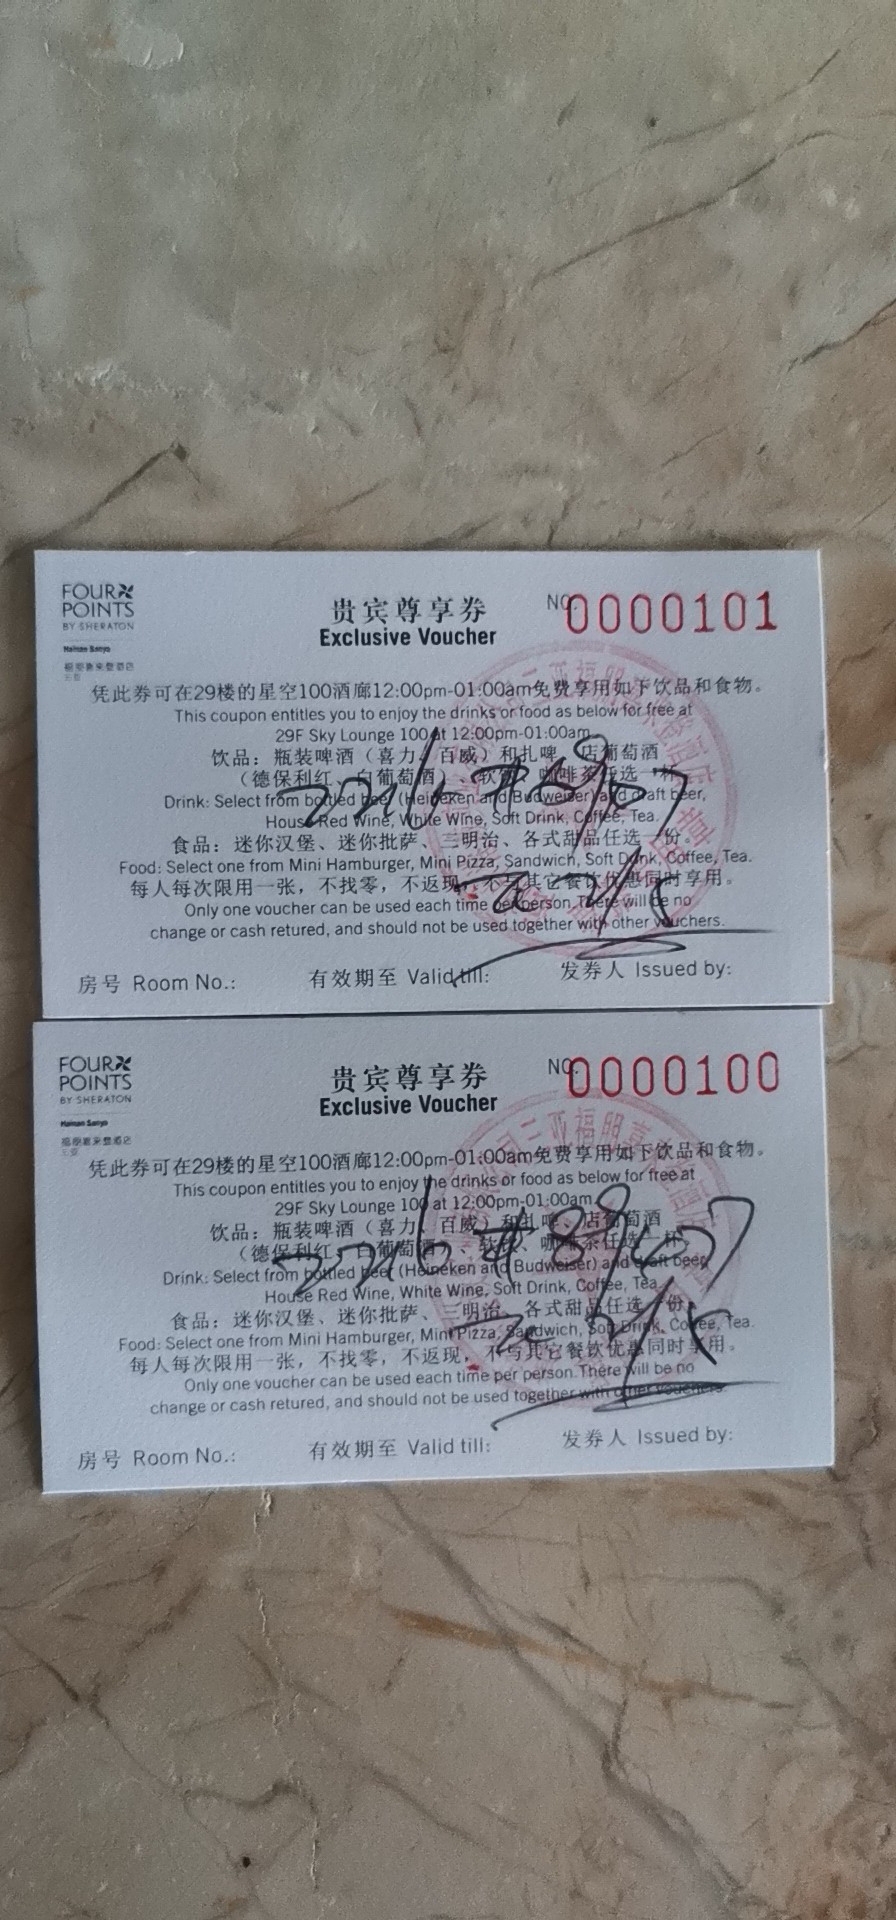 FOUR
POINTS
BY SHERATON
Hainan Sanya
福朋喜来登酒店
三亚
贵宾尊享券
Exclusive Voucher
NO.0000101
凭此券可在29楼的星空100酒廊12:00pm-01:00am免费享用如下饮品和食物。
This coupon entitles you to enjoy the drinks or food as below for free at
29F Sky Lounge 100 at 12:00pm-01:00am
饮品：瓶装啤酒（喜力、百威）和扎啤、店葡萄酒
（德保利红、白葡萄酒）、软饮、咖啡茶任选一杯
Drink: Select from bottled beer (Heineken and Budweiser) and draft beer,
House Red Wine, White Wine, Soft Drink, Coffee, Tea.
食品：迷你汉堡、迷你批萨、三明治、各式甜品任选一份。
Food: Select one from Mini Hamburger, Mini Pizza, Sandwich, Soft Drink, Coffee, Tea.
每人每次限用一张，不找零，不返现，不与其它餐饮优惠同时享用。
Only one voucher can be used each time per person.There will be no
change or cash retured, and should not be used together with other vouchers.
房号 Room No.:
有效期至 Valid till:
发券人 Issued by:
FOUR
POINTS
BY SHERATON
Hainan Sanya
福朋喜来登酒店
三亚
贵宾尊享券
Exclusive Voucher
NO.0000100
凭此券可在29楼的星空100酒廊12:00pm-01:00am免费享用如下饮品和食物。
This coupon entitles you to enjoy the drinks or food as below for free at
29F Sky Lounge 100 at 12:00pm-01:00am
饮品：瓶装啤酒（喜力、百威）和扎啤、店葡萄酒
（德保利红、白葡萄酒）、软饮、咖啡茶任选一杯
Drink: Select from bottled beer (Heineken and Budweiser) and draft beer,
House Red Wine, White Wine, Soft Drink, Coffee, Tea.
食品：迷你汉堡、迷你批萨、三明治、各式甜品任选一份。
Food: Select one from Mini Hamburger, Mini Pizza, Sandwich, Soft Drink, Coffee, Tea.
每人每次限用一张，不找零，不返现，不与其它餐饮优惠同时享用。
Only one voucher can be used each time per person.There will be no
change or cash retured, and should not be used together with other vouchers.
房号 Room No.:
有效期至 Valid till:
发券人 Issued by: